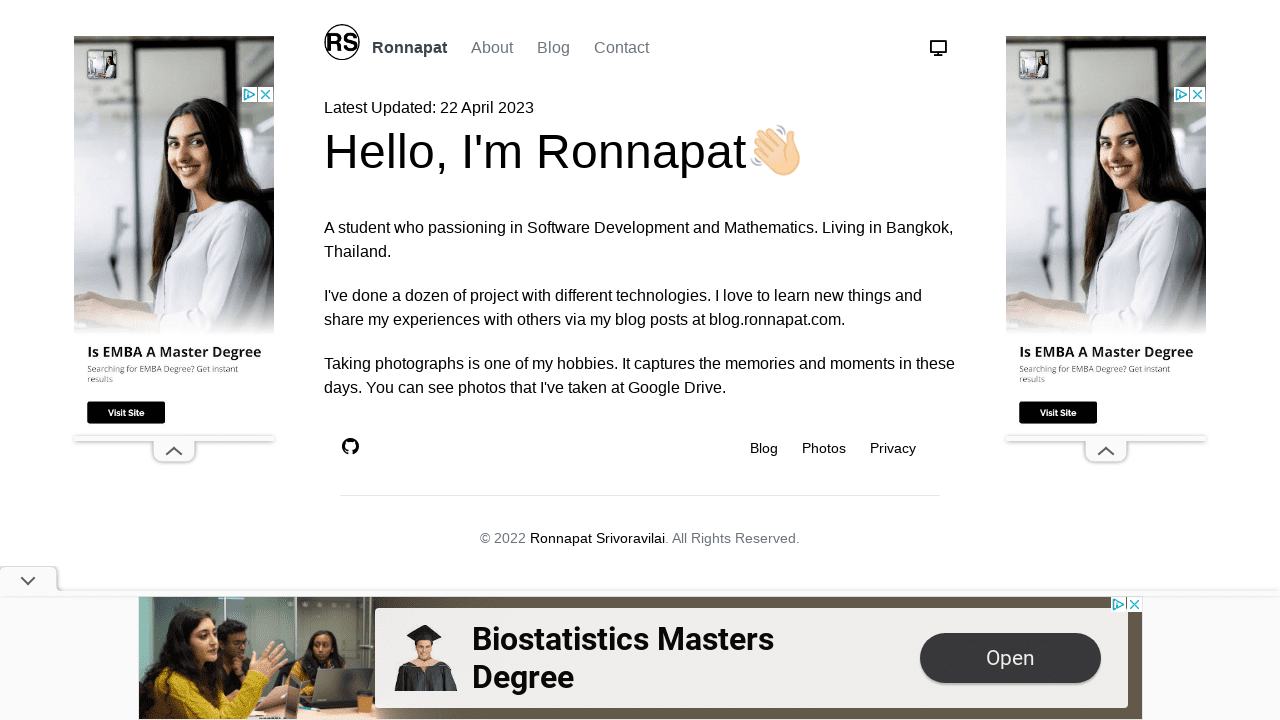 RS Ronnapat About Blog Contact
Latest Updated: 22 April 2023
Hello, I'm Ronnapat
A student who passioning in Software Development and Mathematics. Living in Bangkok,
Thailand.
I've done a dozen of project with different technologies. I love to learn new things and
share my experiences with others via my blog posts at blog.ronnapat.com.
Taking photographs is one of my hobbies. It captures the memories and moments in these
days. You can see photos that I've taken at Google Drive.
Blog Photos Privacy
© 2022 Ronnapat Srivoravilai. All Rights Reserved.
Is EMBA A Master Degree
Searching for EMBA Degree? Get instant
results
Visit Site
Is EMBA A Master Degree
Searching for EMBA Degree? Get instant
results
Visit Site
Biostatistics Masters
Degree
Open